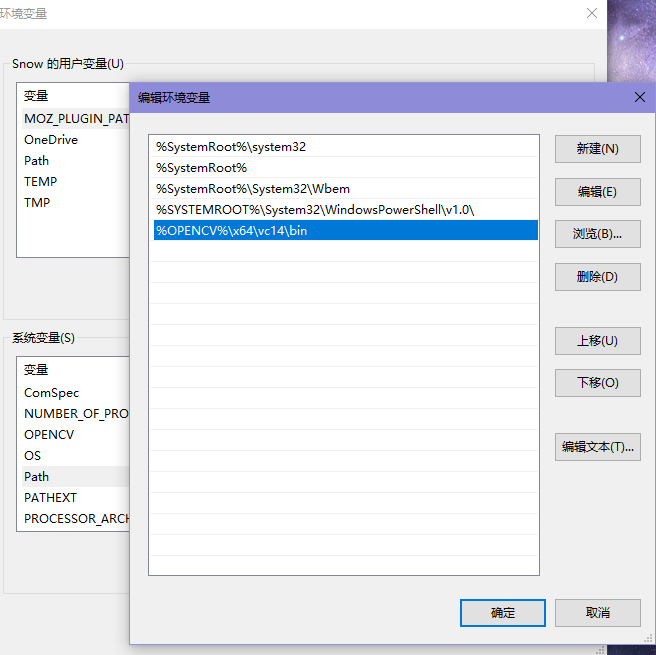 环境变量
Snow 的用户变量(U)
变量
MOZ_PLUGIN_PAT
OneDrive
Path
TEMP
TMP
系统变量(S)
变量
ComSpec
NUMBER_OF_PRO
OPENCV
OS
Path
PATHEXT
PROCESSOR_ARCH
编辑环境变量
%SystemRoot%\system32
%SystemRoot%
%SystemRoot%\System32\Wbem
%SYSTEMROOT%\System32\WindowsPowerShell\v1.0\
%OPENCV%\x64\vc14\bin
新建(N)
编辑(E)
浏览(B)...
删除(D)
上移(U)
下移(O)
编辑文本(T)...
确定
取消